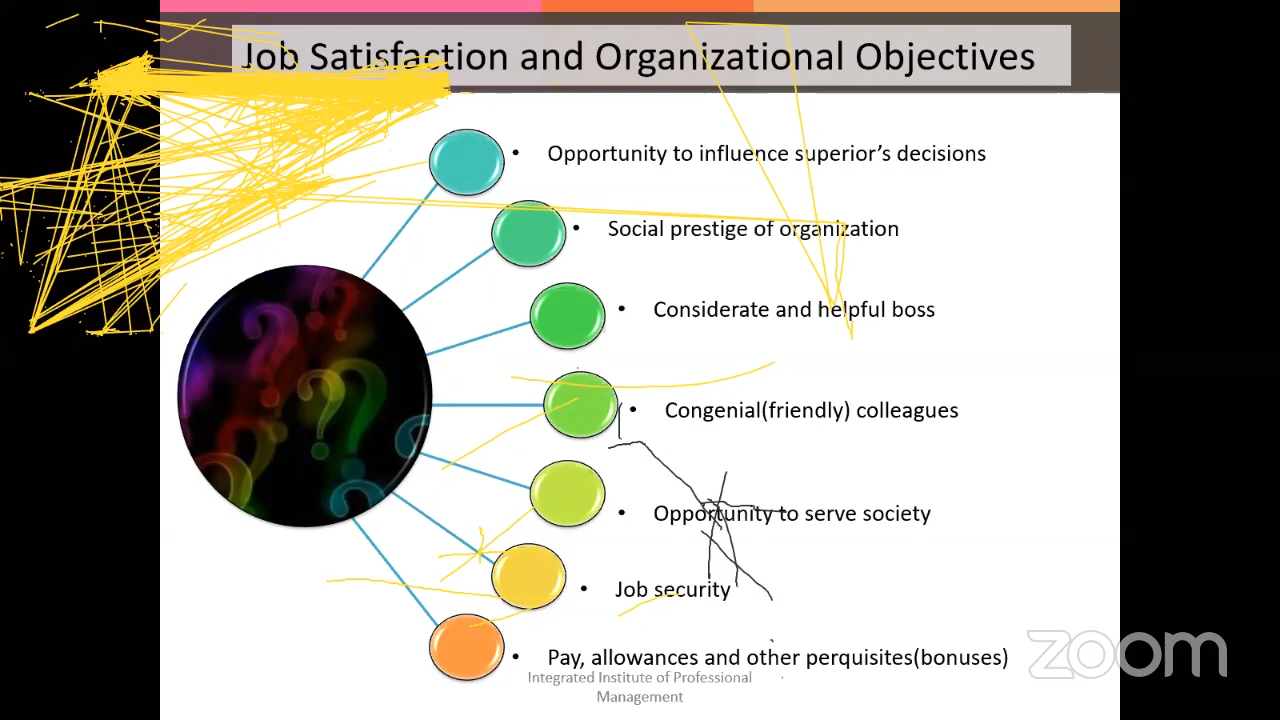 Job Satisfaction and Organizational Objectives
• Opportunity to influence superior's decisions
• Social prestige of organization
• Considerate and helpful boss
• Congenial(friendly) colleagues
• Opportunity to serve society
• Job security
• Pay, allowances and other perquisites(bonuses)
Integrated Institute of Professional
Management
zoom